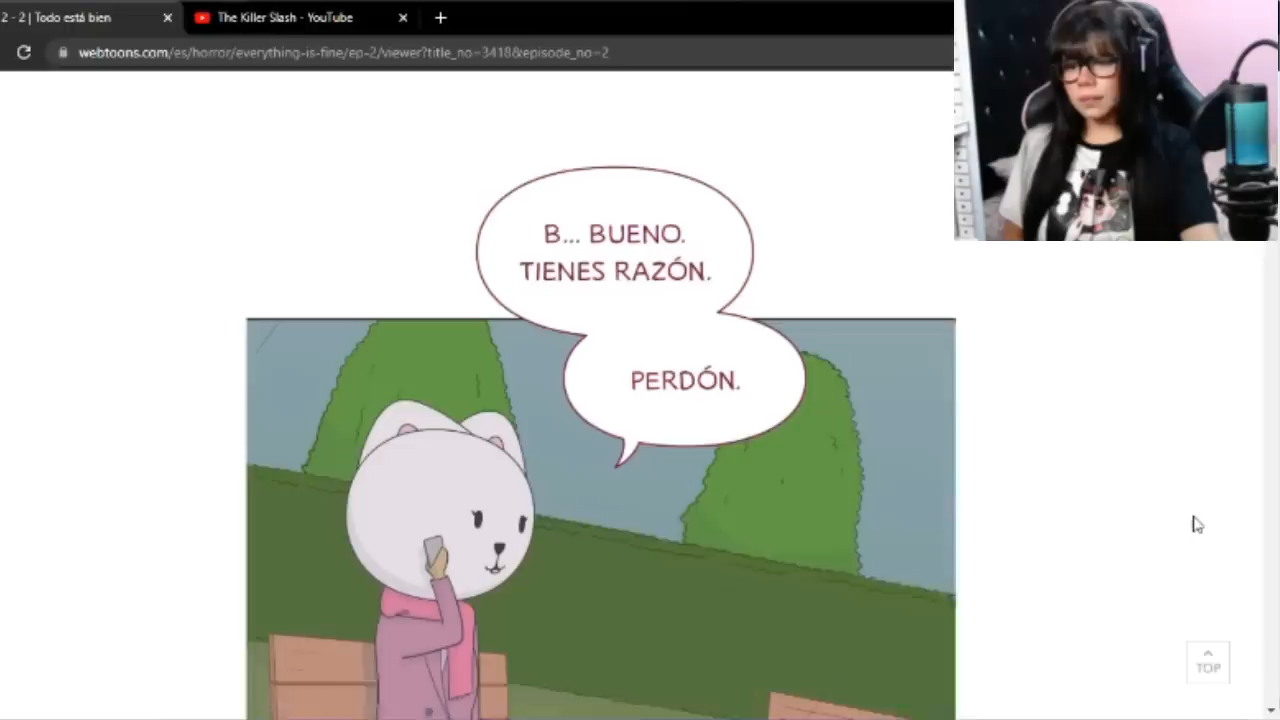 2 - 2 | Todo está bien
The Killer Slash - YouTube
webtoons.com/es/horror/everything-is-fine/ep-2/viewer?title_no=3418&episode_no=2
B... BUENO.
TIENES RAZÓN.
PERDÓN.
TOP